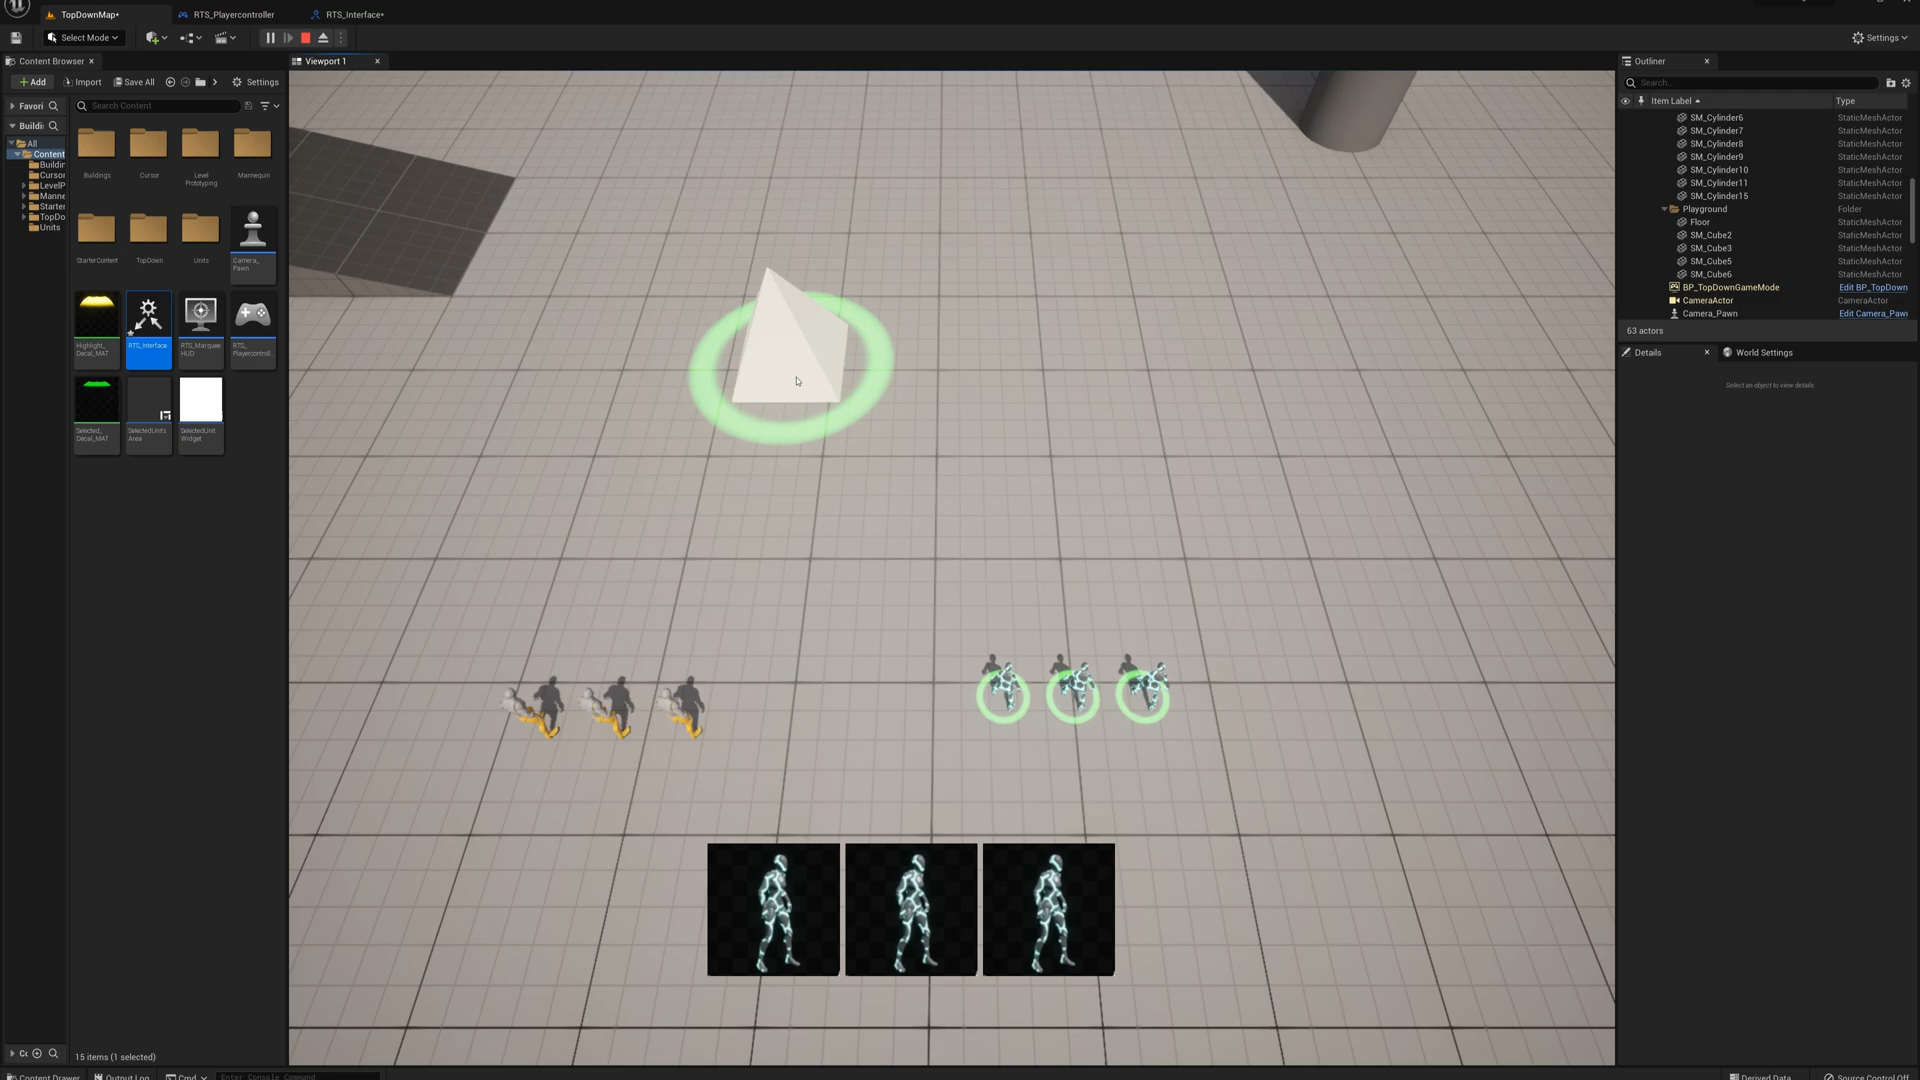 TopDownMap•
RTS_Playercontroller
RTS_Interface•
Select Mode
Settings
Content Browser
Viewport 1
Outliner
Add
Import
Save All
Settings
Search...
Favori
Search Content
Item Label
Type
Buildi
All
Content
Buildin
Cursor
LevelP
Manne
Starter
TopDo
Units
Buildings
Cursor
Level
Prototyping
Mannequin
StarterContent
TopDown
Units
Camera_
Pawn
Highlight_
Decal_MAT
RTS_Interface
RTS_Marquee
HUD
RTS_
Playercontroll..
Selected_
Decal_MAT
SelectedUnits
Area
SelectedUnit
Widget
SM_Cylinder6 StaticMeshActor
SM_Cylinder7 StaticMeshActor
SM_Cylinder8 StaticMeshActor
SM_Cylinder9 StaticMeshActor
SM_Cylinder10 StaticMeshActor
SM_Cylinder11 StaticMeshActor
SM_Cylinder15 StaticMeshActor
Playground Folder
Floor StaticMeshActor
SM_Cube2 StaticMeshActor
SM_Cube3 StaticMeshActor
SM_Cube5 StaticMeshActor
SM_Cube6 StaticMeshActor
BP_TopDownGameMode Edit BP_TopDown
CameraActor CameraActor
Camera_Pawn Edit Camera_Pawn
63 actors
Details
World Settings
Select an object to view details.
15 items (1 selected)
Content Drawer
Output Log
Cmd
Enter Console Command
Derived Data
Source Control Off